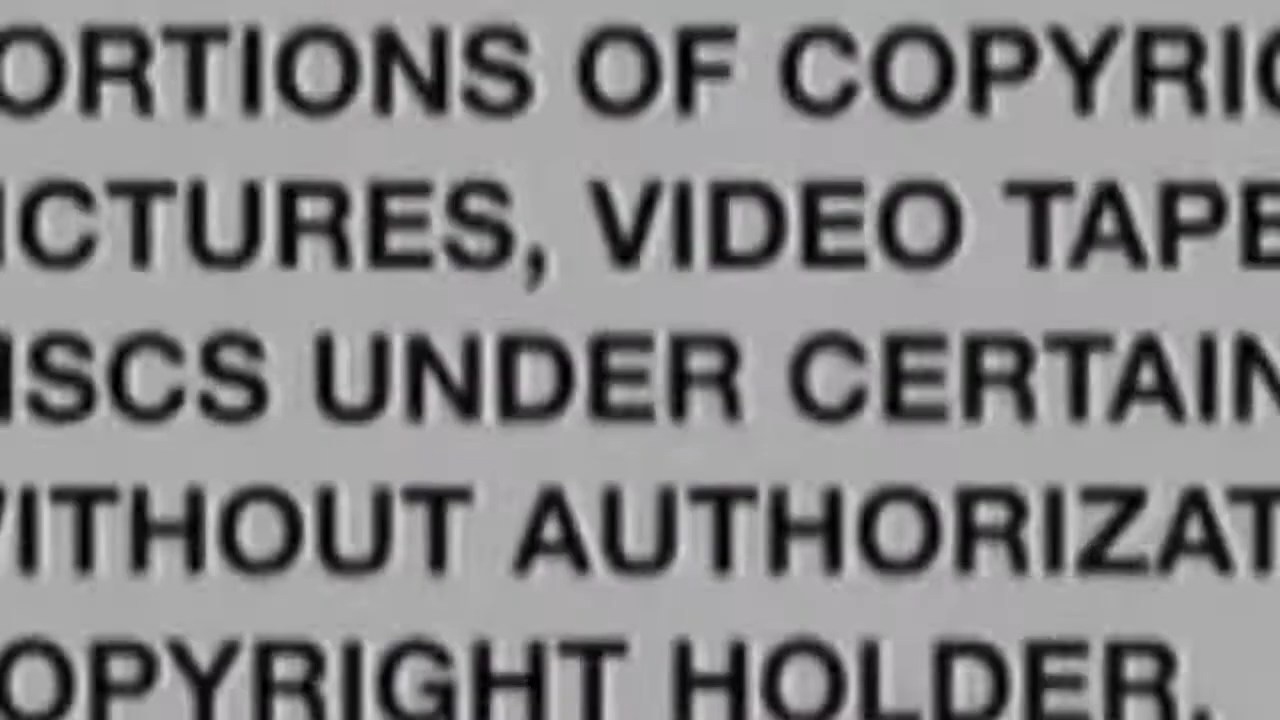 ORTIONS OF COPYRIG
ICTURES, VIDEO TAPE
ISCS UNDER CERTAIN
WITHOUT AUTHORIZAT
OPYRIGHT HOLDER.